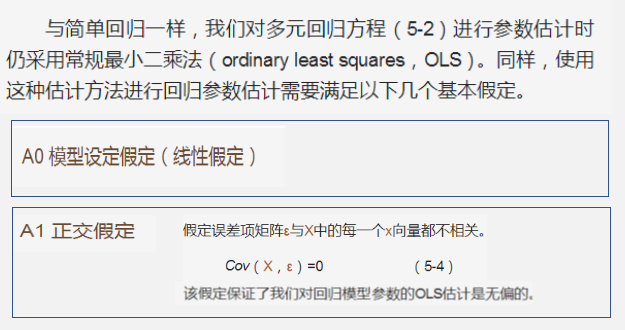 与简单回归一样，我们对多元回归方程（5-2）进行参数估计时
仍采用常规最小二乘法（ordinary least squares，OLS）。同样，使用
这种估计方法进行回归参数估计需要满足以下几个基本假定。
A0 模型设定假定（线性假定）
A1 正交假定
假定误差项矩阵ε与X中的每一个x向量都不相关。
Cov（X，ε）=0 （5-4）
该假定保证了我们对回归模型参数的OLS估计是无偏的。